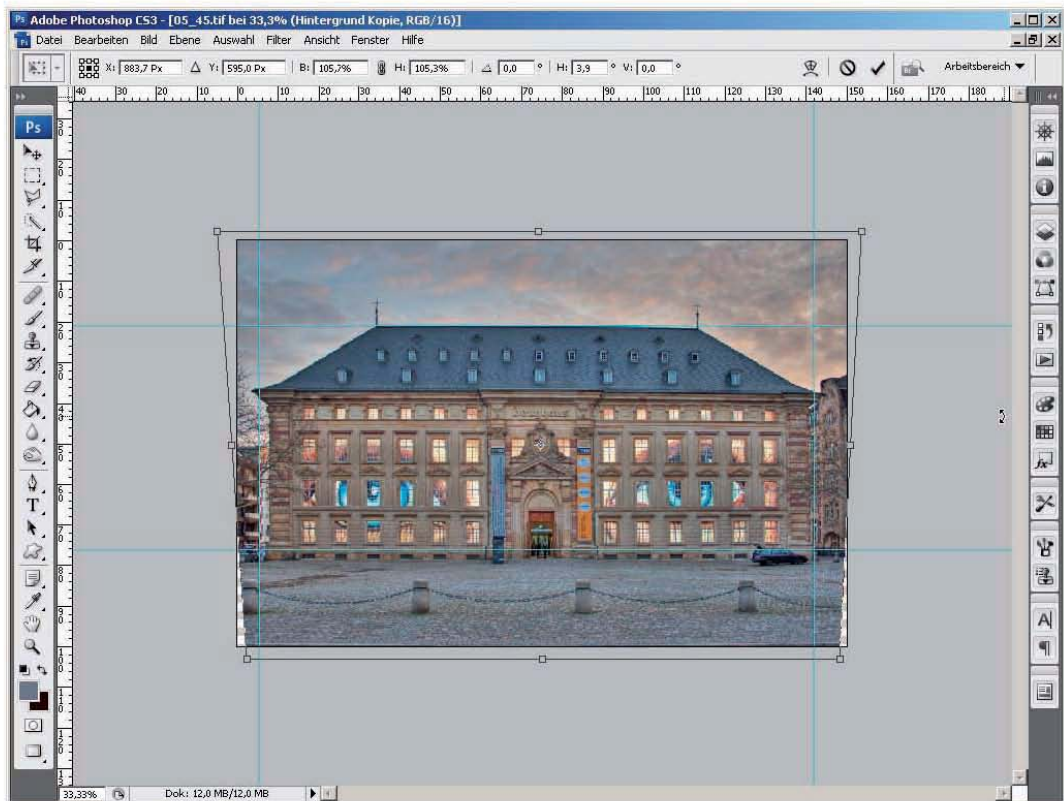 Adobe Photoshop CS3 - [05_45.tif bei 33,3% (Hintergrund Kopie, RGB/16)]
Datei Bearbeiten Bild Ebene Auswahl Filter Ansicht Fenster Hilfe
X: 883,7 Px Y: 595,0 Px B: 105,7% H: 105,3% 0,0 ° H: 3,9 ° V: 0,0 ° Arbeitsbereich
40 30 20 10 0 10 20 30 40 50 60 70 80 90 100 110 120 130 140 150 160 170 180
Ps
33,33% Dok: 12,0 MB/12,0 MB